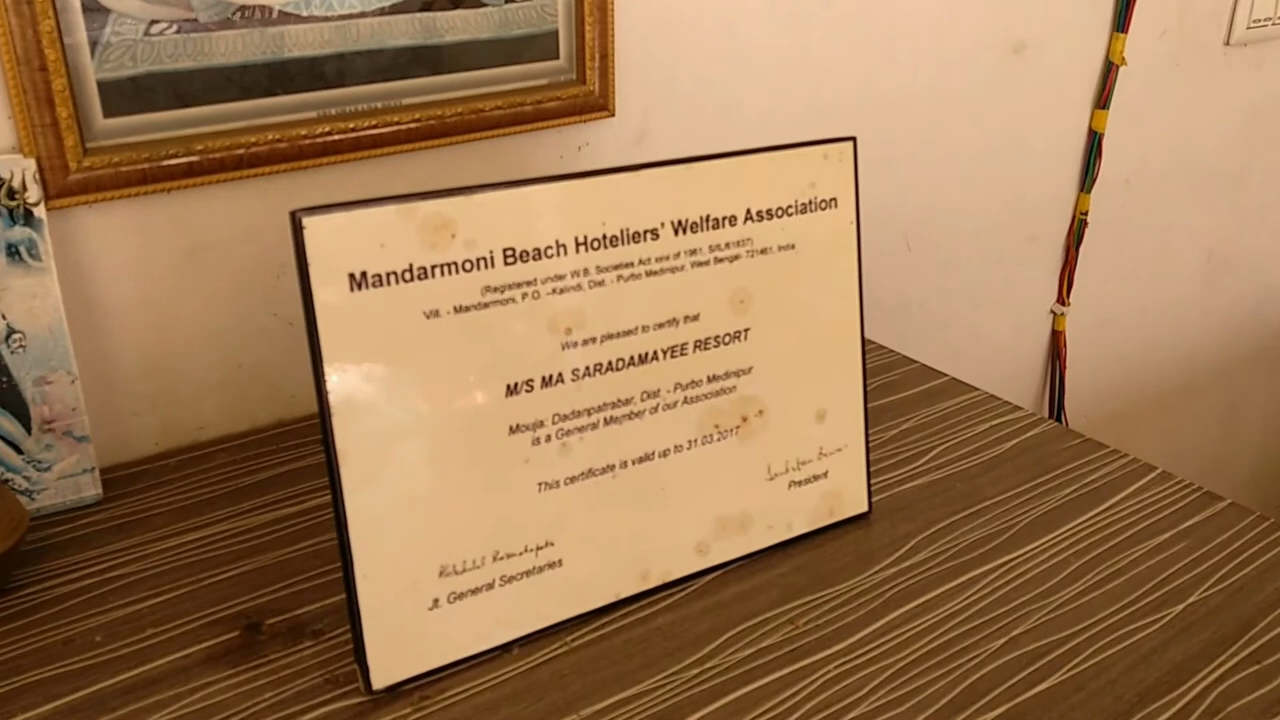 Mandarmoni Beach Hoteliers' Welfare Association
(Registered under W.B. Societies Act xxvi of 1961, S/IL/61837)
Vill. - Mandarmoni, P.O. –Kalindi, Dist. - Purbo Medinipur, West Bengal- 721461, India
We are pleased to certify that
M/S MA SARADAMAYEE RESORT
Mouja: Dadanpatrabar, Dist. - Purbo Medinipur
is a General Member of our Association
This certificate is valid up to 31.03.2017
President
Jt. General Secretaries